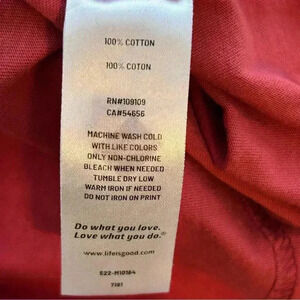 100% COTTON
100% COTON
RN#109109
CA#54656
MACHINE WASH COLD
WITH LIKE COLORS
ONLY NON-CHLORINE
BLEACH WHEN NEEDED
TUMBLE DRY LOW
WARM IRON IF NEEDED
DO NOT IRON ON PRINT
Do what you love.
Love what you do.®
www.lifeisgood.com
S22-M10184
7181